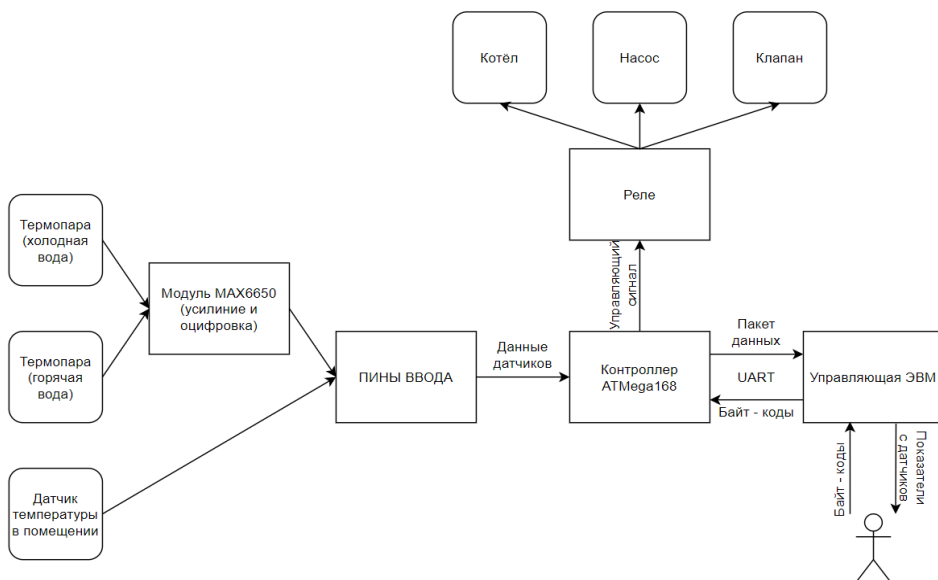 Котёл
Насос
Клапан
Реле
Управляющий
сигнал
Термопара
(холодная
вода)
Модуль MAX6650
(усилиние и
оцифровка)
Термопара
(горячая
вода)
ПИНЫ ВВОДА
Данные
датчиков
Контроллер
ATMega168
Пакет
данных
UART
Байт - коды
Управляющая ЭВМ
Байт - коды
Показатели
с датчиков
Датчик
температуры
в помещении